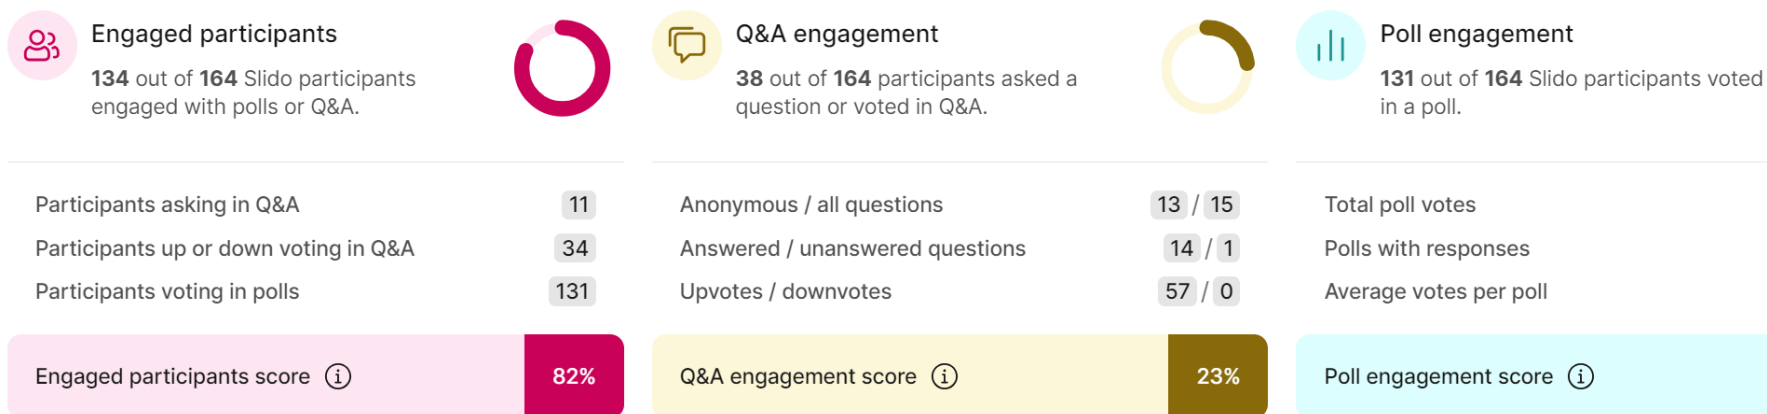 Engaged participants
134 out of 164 Slido participants
engaged with polls or Q&A.
Participants asking in Q&A 11
Participants up or down voting in Q&A 34
Participants voting in polls 131
Engaged participants score 82%
Q&A engagement
38 out of 164 participants asked a
question or voted in Q&A.
Anonymous / all questions 13 / 15
Answered / unanswered questions 14 / 1
Upvotes / downvotes 57 / 0
Q&A engagement score 23%
Poll engagement
131 out of 164 Slido participants voted
in a poll.
Total poll votes
Polls with responses
Average votes per poll
Poll engagement score